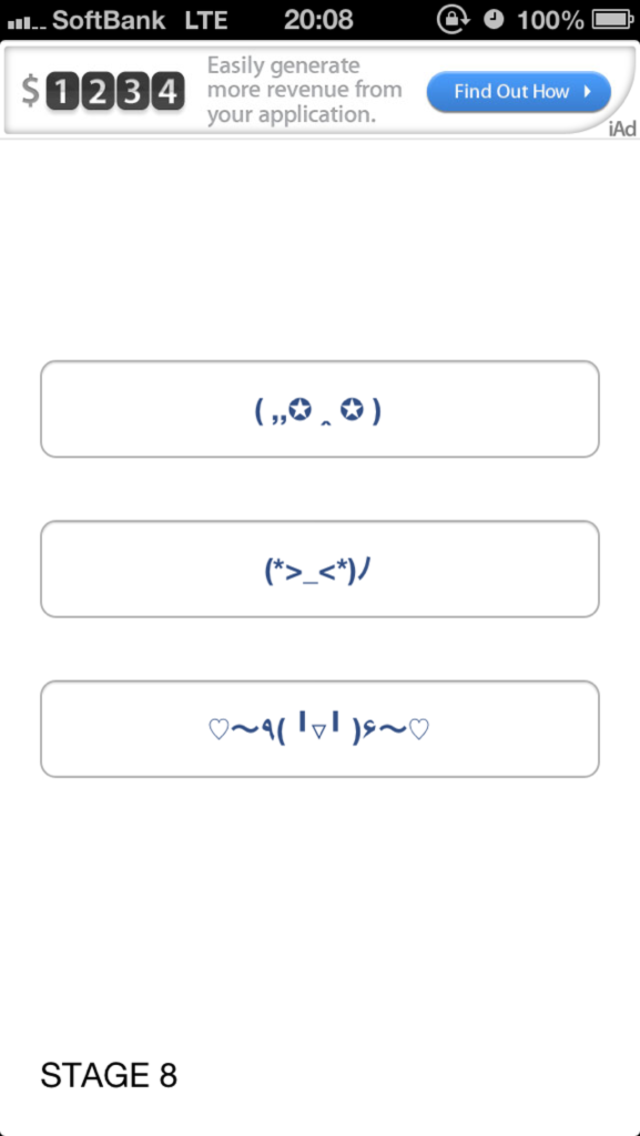 SoftBank LTE 20:08 100%
$1234
Easily generate
more revenue from
your application.
Find Out How
iAd
( ,,✪‸✪ )
(*>_<*)ﾉ
♡〜٩( ╹▿╹ )۶〜♡
STAGE 8